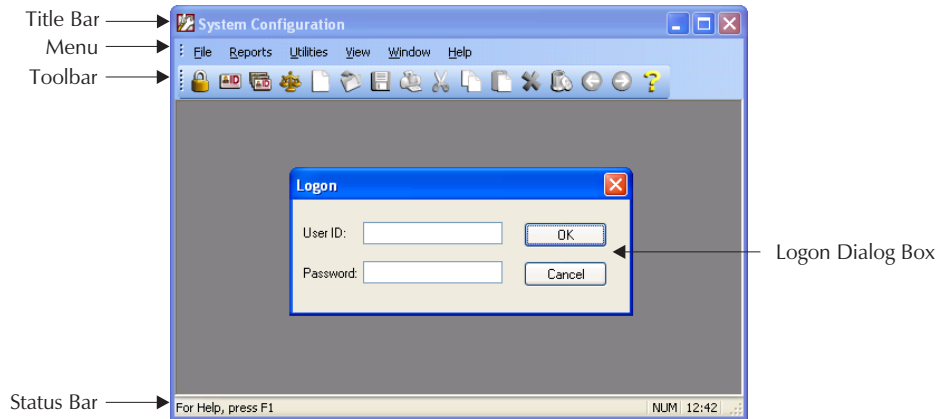 Title Bar
System Configuration
Menu
File Reports Utilities View Window Help
Toolbar
Logon
User ID:
OK
Logon Dialog Box
Password:
Cancel
Status Bar
For Help, press F1
NUM 12:42